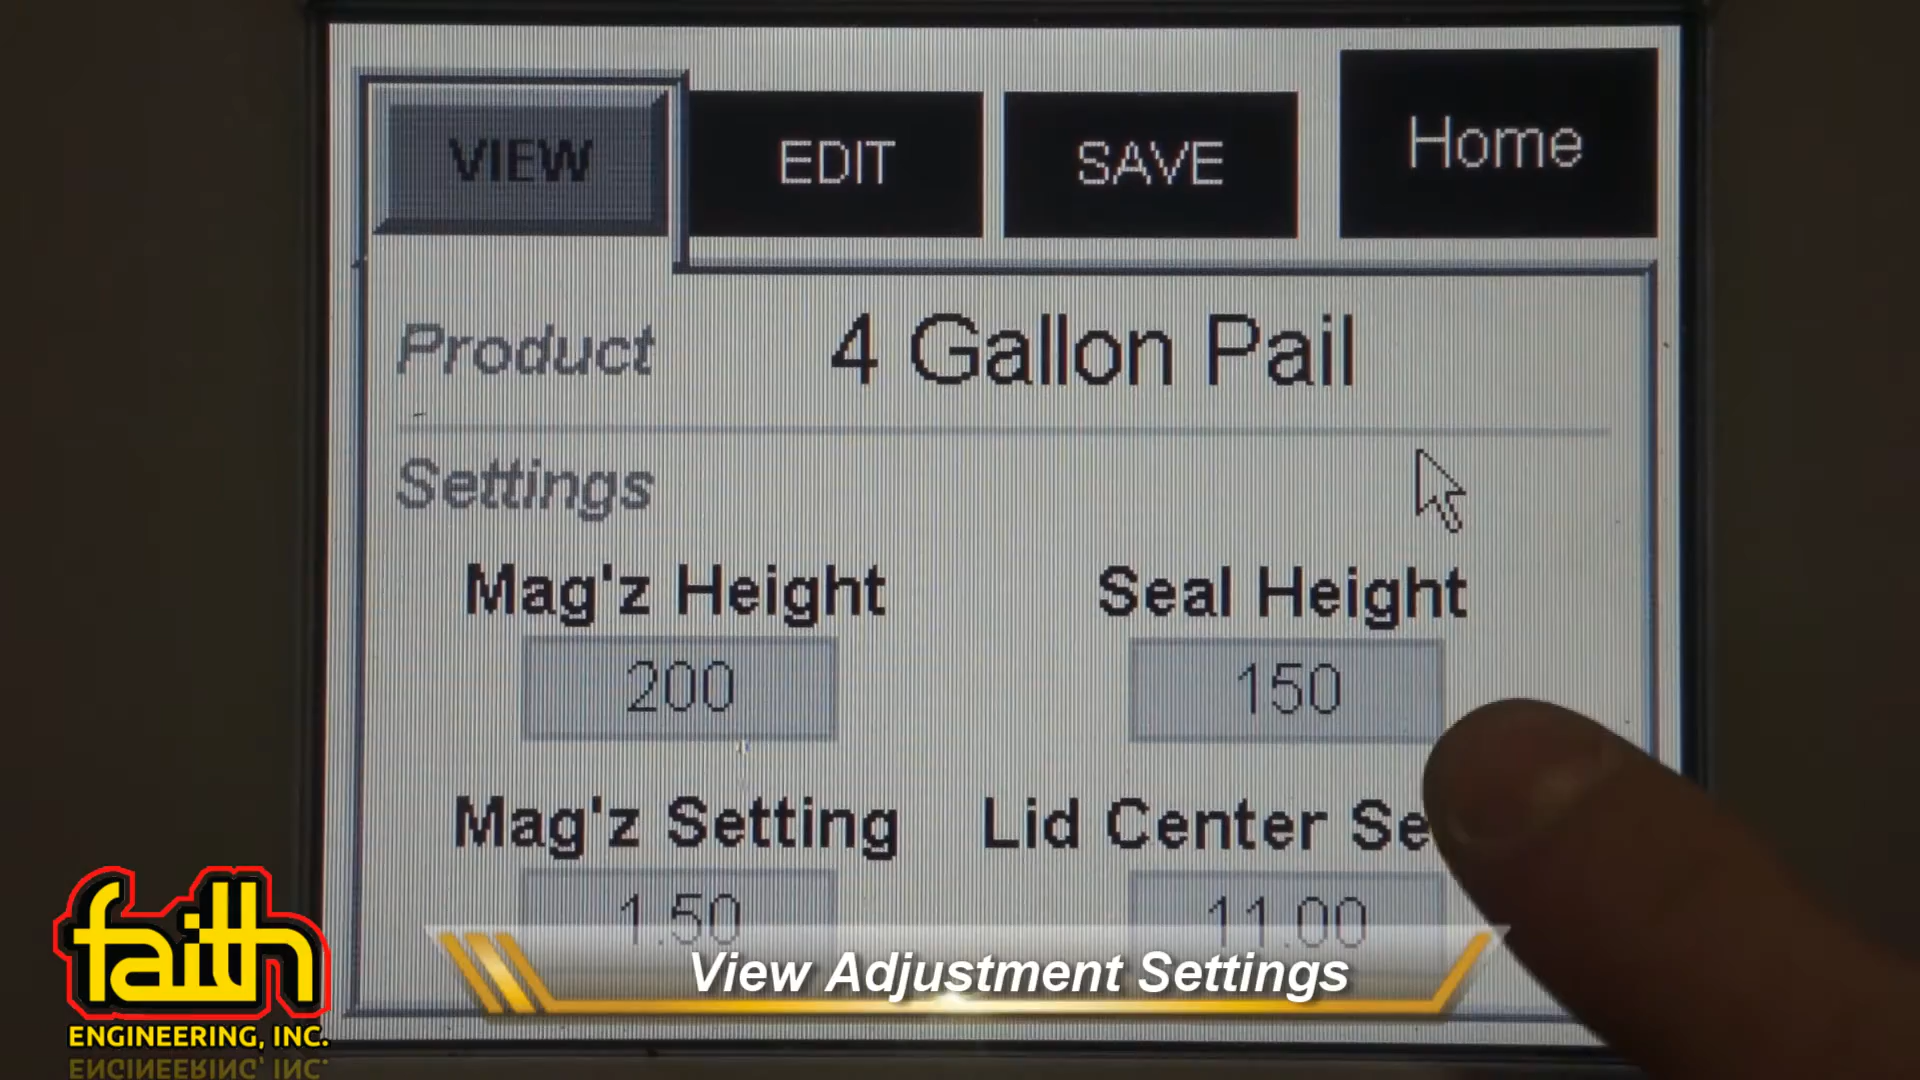 VIEW EDIT SAVE Home
Product 4 Gallon Pail
Settings
Mag'z Height Seal Height
200 150
Mag'z Setting Lid Center Se
1.50 11.00
View Adjustment Settings
faith
ENGINEERING, INC.